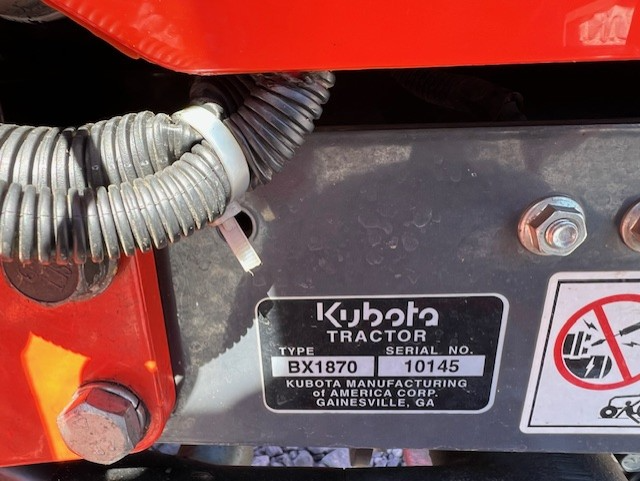 Kubota
TRACTOR
TYPE SERIAL NO.
BX1870 10145
KUBOTA MANUFACTURING
of AMERICA CORP.
GAINESVILLE, GA